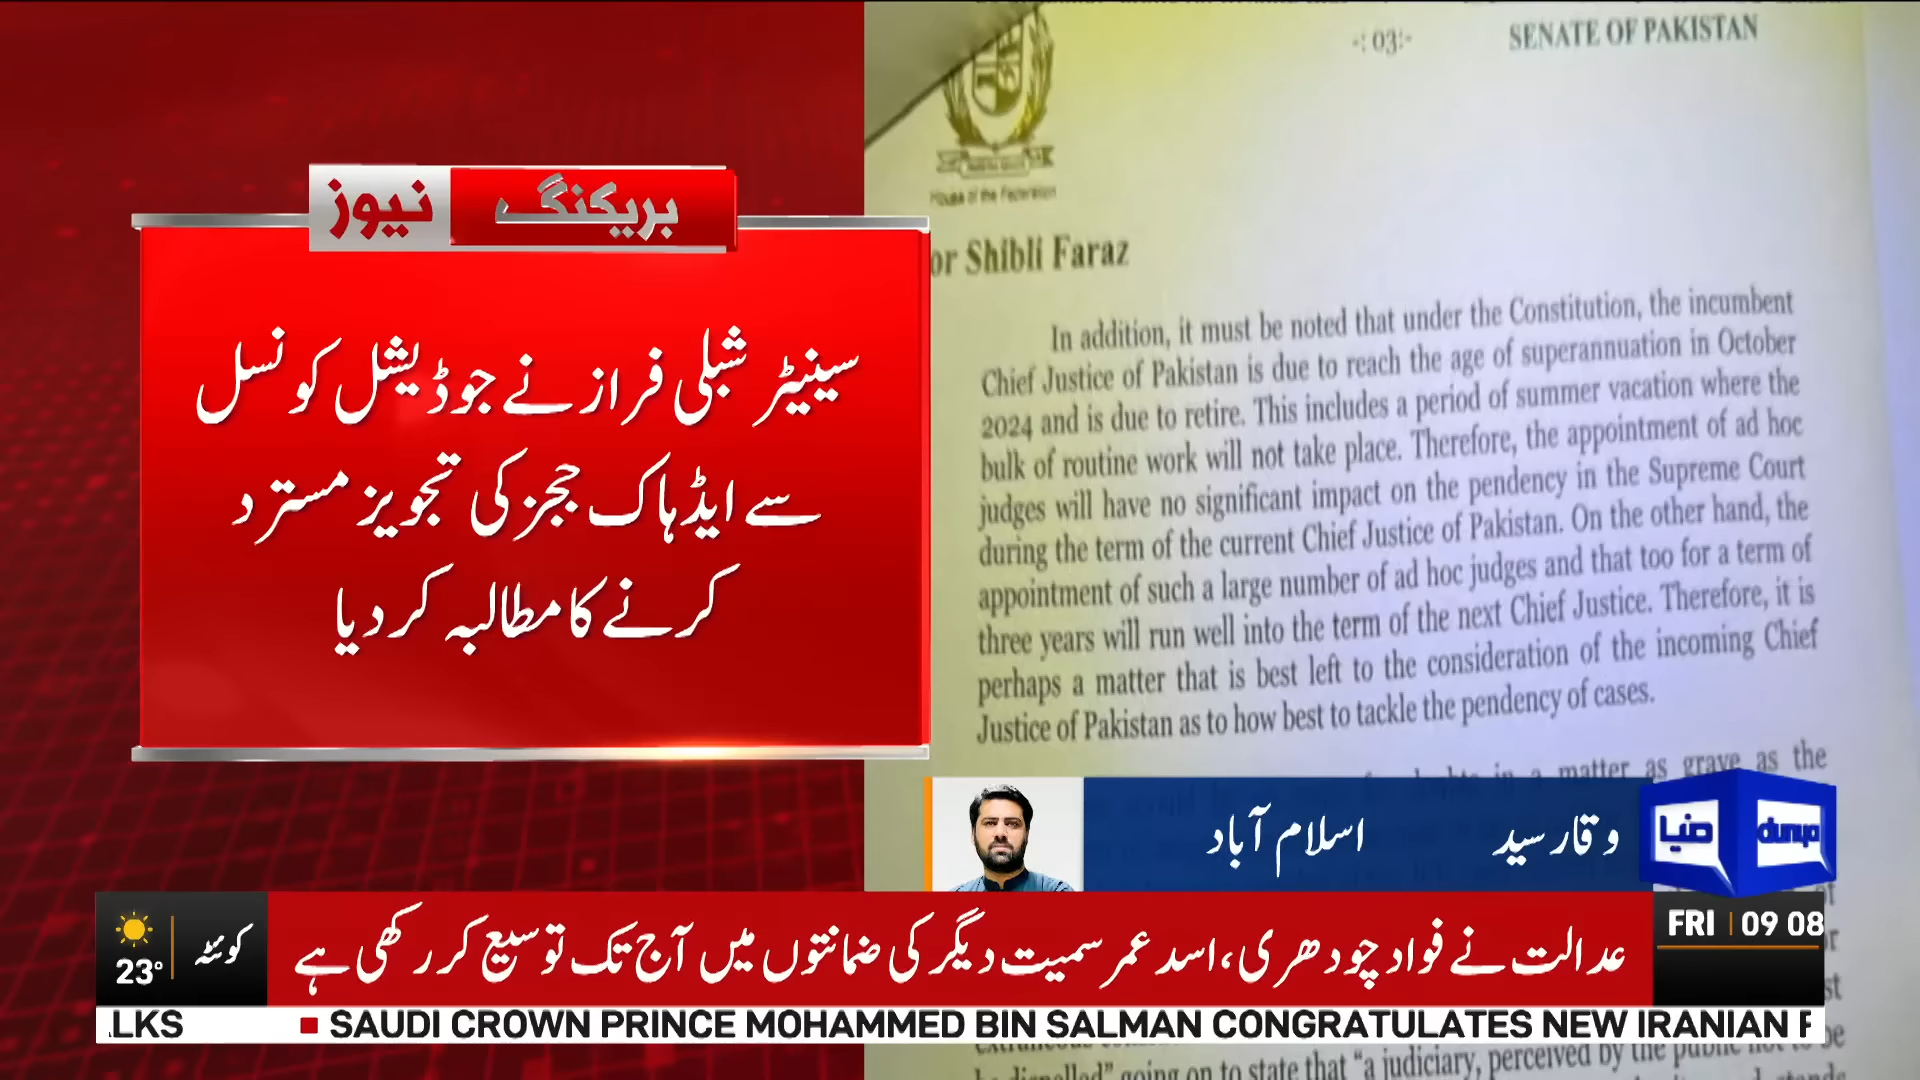 -: 03:-
SENATE OF PAKISTAN
House of the Federation
or Shibli Faraz
In addition, it must be noted that under the Constitution, the incumbent
Chief Justice of Pakistan is due to reach the age of superannuation in October
2024 and is due to retire. This includes a period of summer vacation where the
bulk of routine work will not take place. Therefore, the appointment of ad hoc
judges will have no significant impact on the pendency in the Supreme Court
during the term of the current Chief Justice of Pakistan. On the other hand, the
appointment of such a large number of ad hoc judges and that too for a term of
three years will run well into the term of the next Chief Justice. Therefore, it is
perhaps a matter that is best left to the consideration of the incoming Chief
Justice of Pakistan as to how best to tackle the pendency of cases.
in a matter as grave as the
بریکنگ نیوز
سینیٹر شبلی فراز نے جوڈیشل کونسل
سے ایڈہاک ججز کی تجویز مسترد
کرنے کا مطالبہ کر دیا
وقار سید اسلام آباد
دنیا dunya
عدالت نے فواد چودھری، اسد عمر سمیت دیگر کی ضمانتوں میں آج تک توسیع کر رکھی ہے
کوئٹہ
23°
FRI 09 08
LKS ■ SAUDI CROWN PRINCE MOHAMMED BIN SALMAN CONGRATULATES NEW IRANIAN
going on to state that "a judiciary, perceived by the public not to be